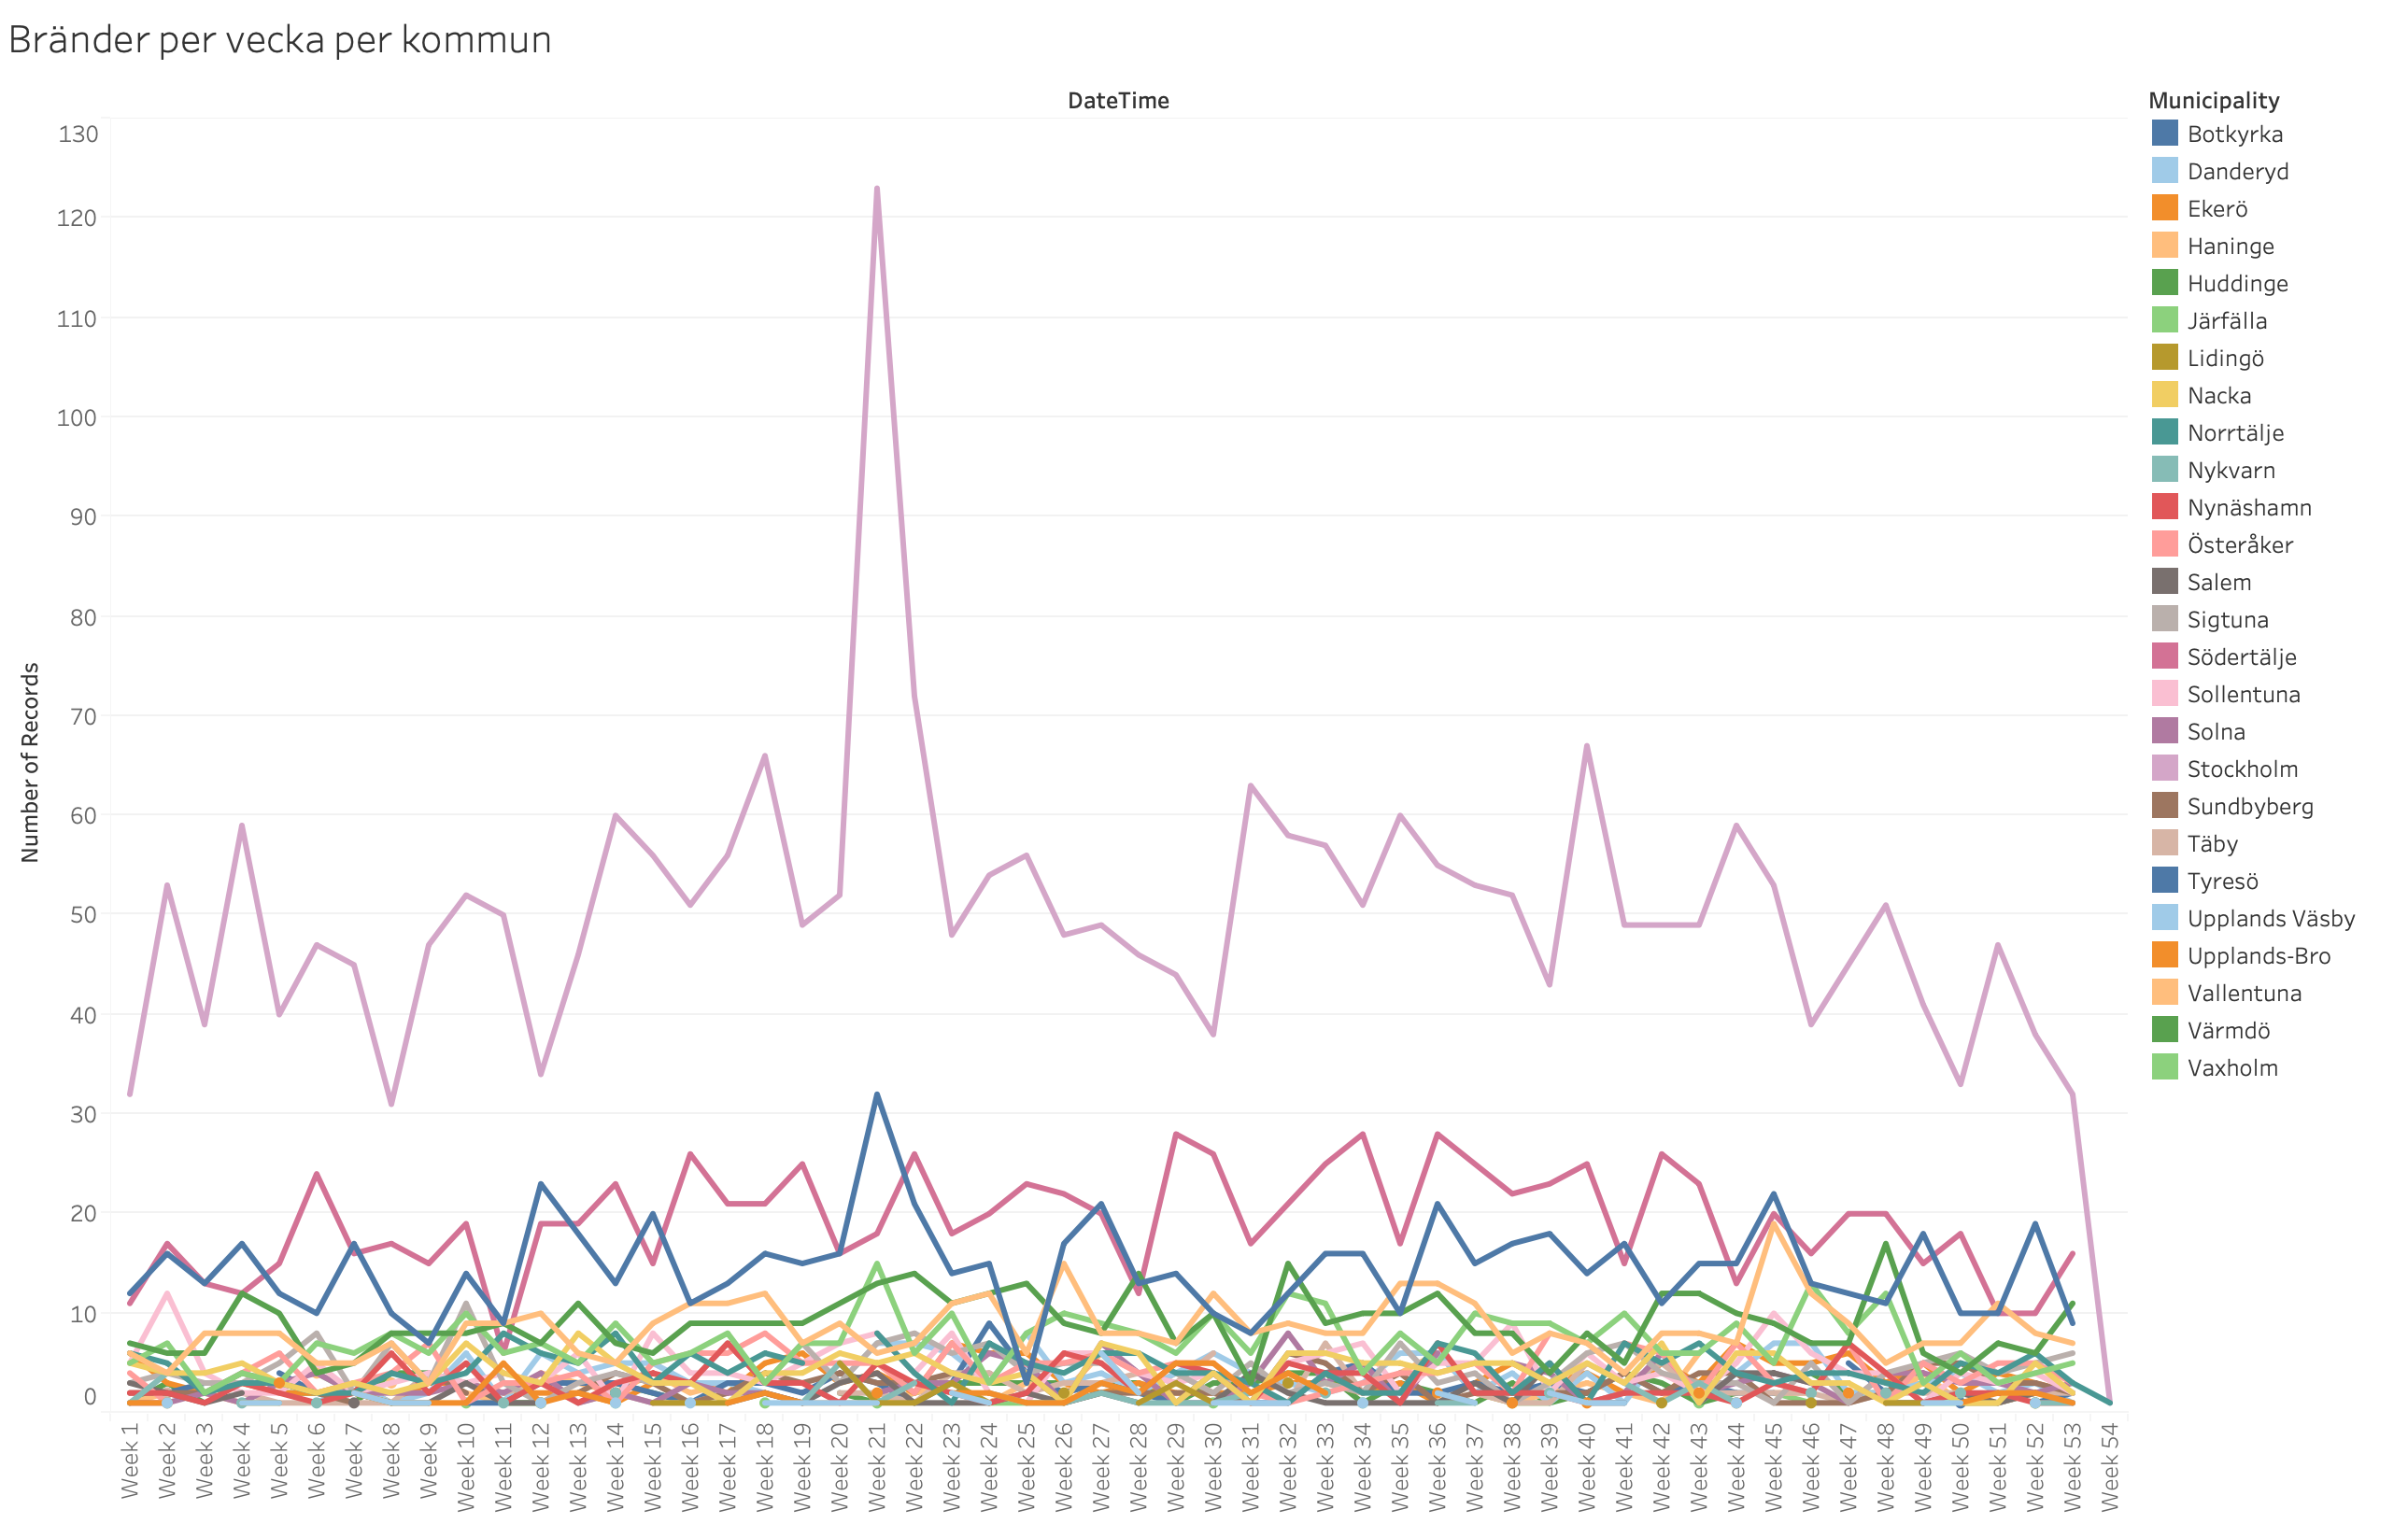 Bränder per vecka per kommun
DateTime
Number of Records
130
120
110
100
90
80
70
60
50
40
30
20
10
0
Week 1
Week 2
Week 3
Week 4
Week 5
Week 6
Week 7
Week 8
Week 9
Week 10
Week 11
Week 12
Week 13
Week 14
Week 15
Week 16
Week 17
Week 18
Week 19
Week 20
Week 21
Week 22
Week 23
Week 24
Week 25
Week 26
Week 27
Week 28
Week 29
Week 30
Week 31
Week 32
Week 33
Week 34
Week 35
Week 36
Week 37
Week 38
Week 39
Week 40
Week 41
Week 42
Week 43
Week 44
Week 45
Week 46
Week 47
Week 48
Week 49
Week 50
Week 51
Week 52
Week 53
Week 54
Municipality
Botkyrka
Danderyd
Ekerö
Haninge
Huddinge
Järfälla
Lidingö
Nacka
Norrtälje
Nykvarn
Nynäshamn
Österåker
Salem
Sigtuna
Södertälje
Sollentuna
Solna
Stockholm
Sundbyberg
Täby
Tyresö
Upplands Väsby
Upplands-Bro
Vallentuna
Värmdö
Vaxholm